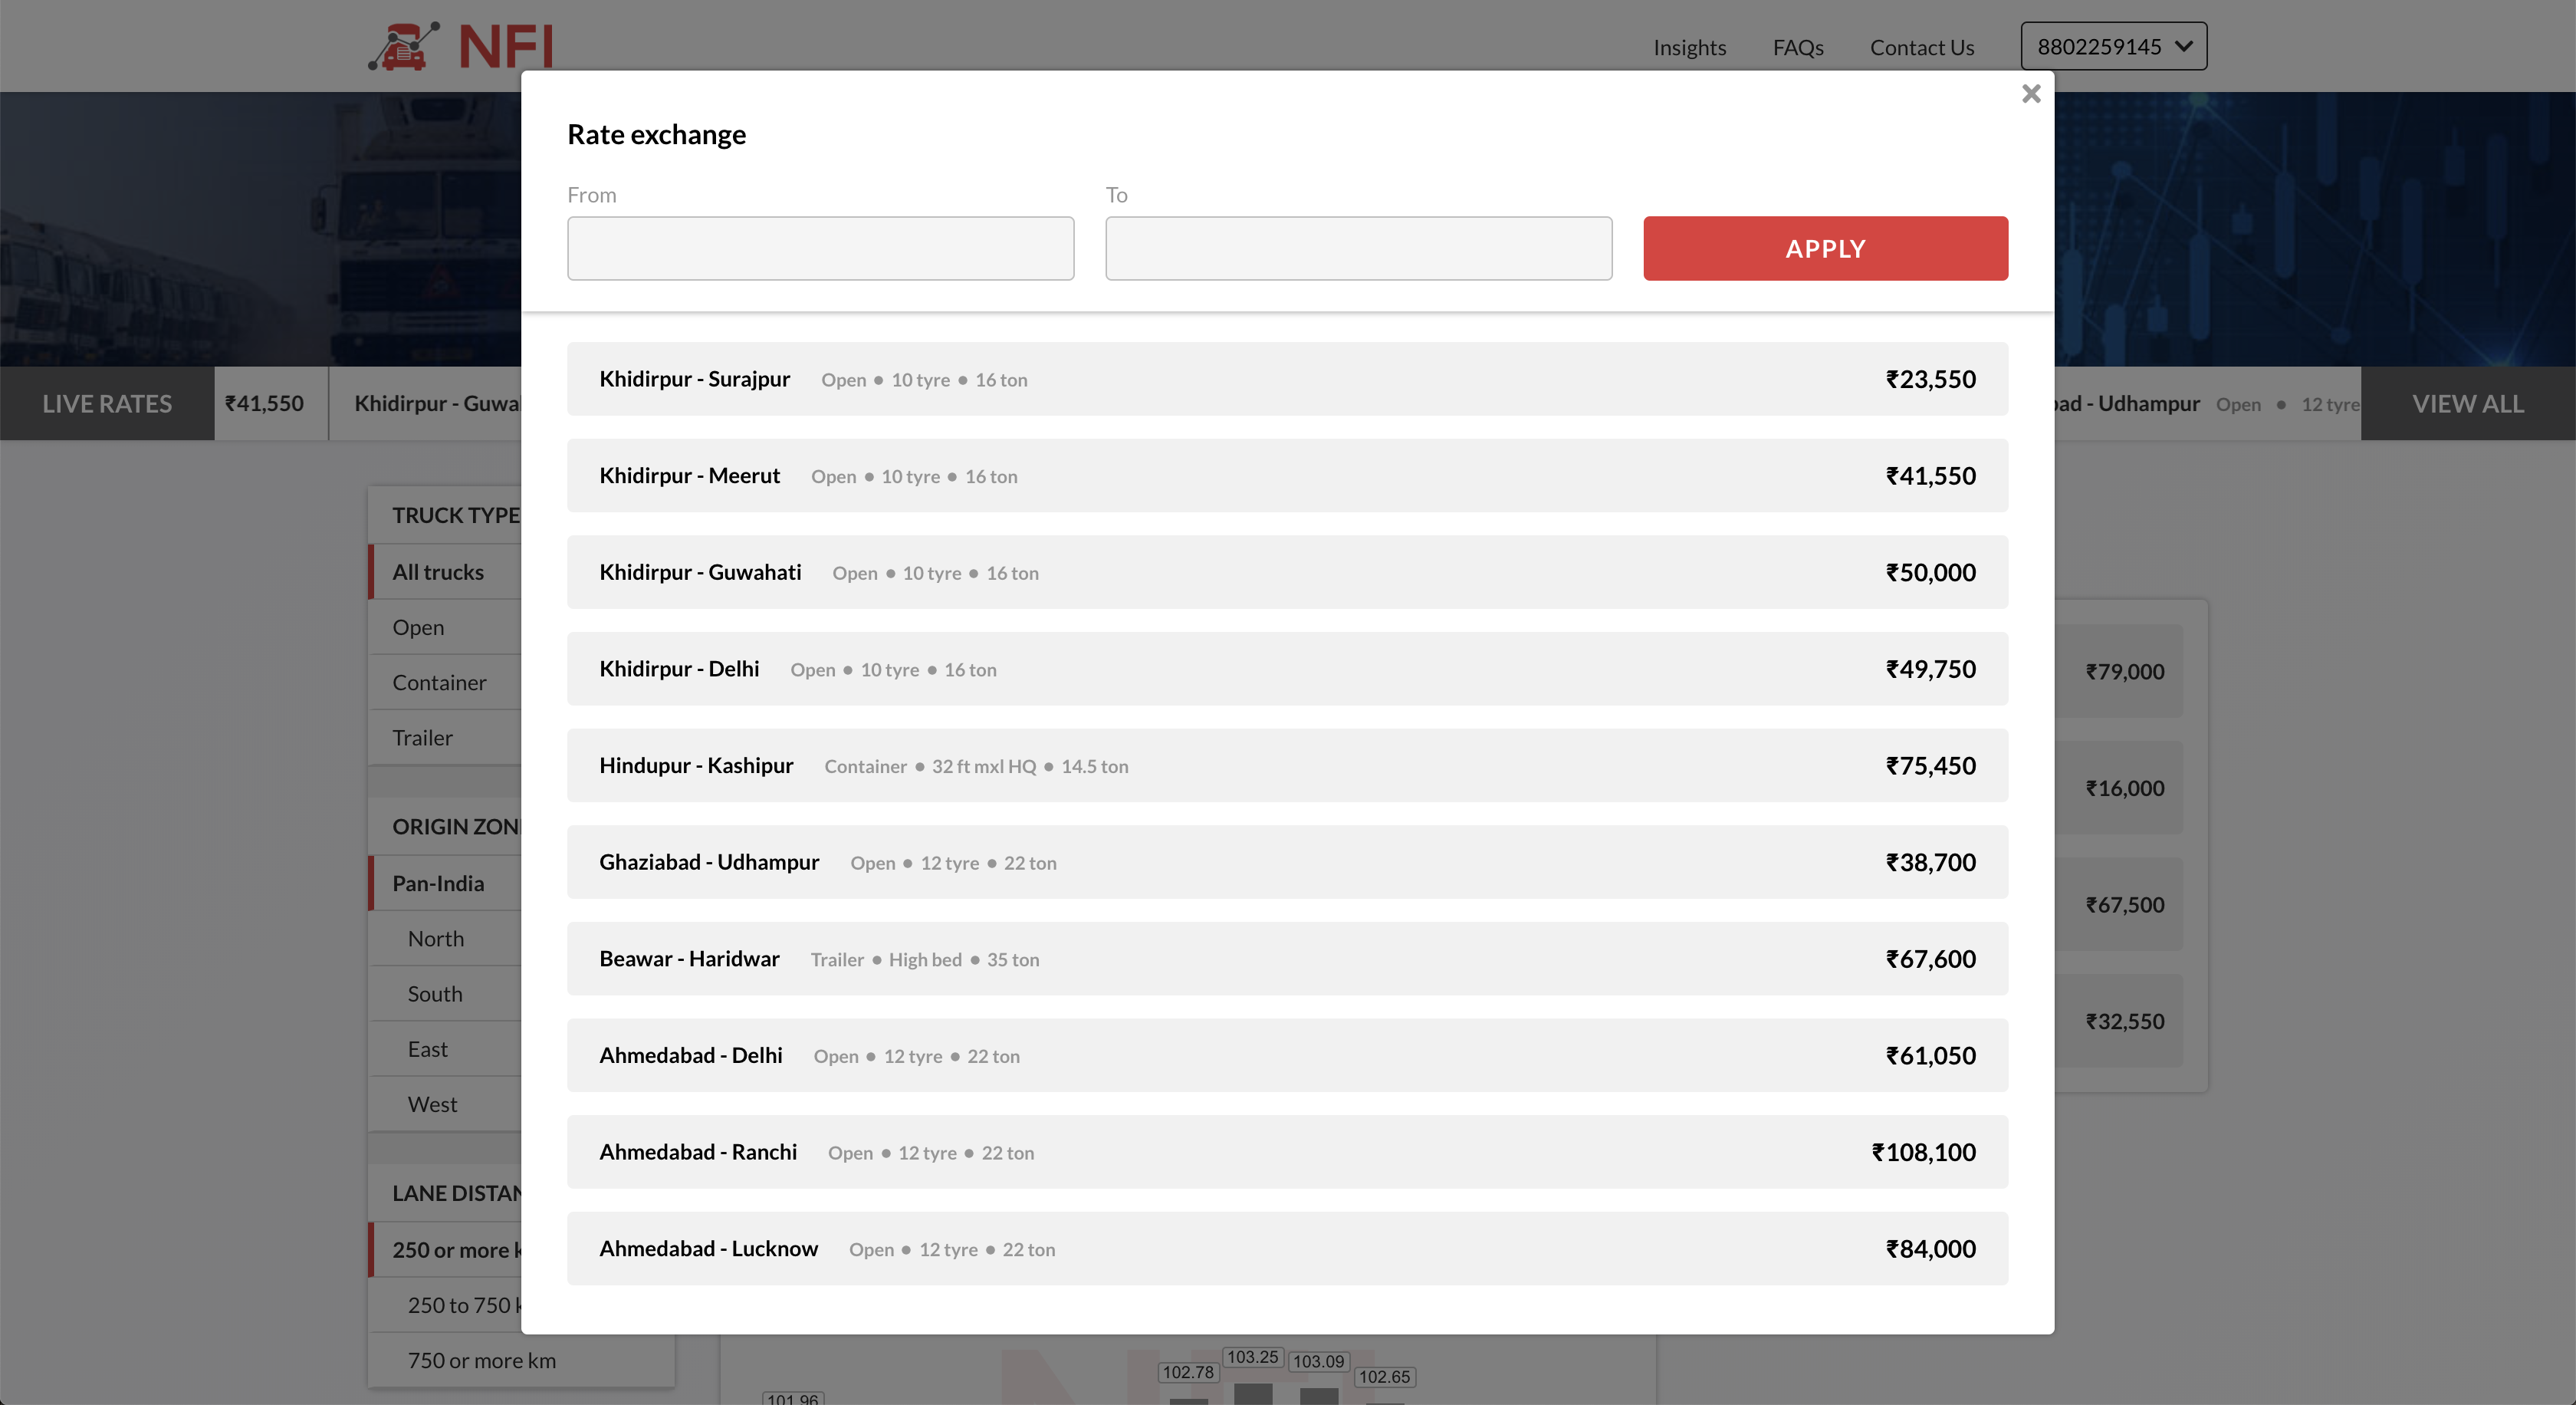 NFI
Insights FAQs Contact Us 8802259145
Rate exchange
From To
APPLY
LIVE RATES ₹41,550 Khidirpur - Guwa
- Udhampur Open • 12 tyre VIEW ALL
Khidirpur - Surajpur Open • 10 tyre • 16 ton ₹23,550
Khidirpur - Meerut Open • 10 tyre • 16 ton ₹41,550
Khidirpur - Guwahati Open • 10 tyre • 16 ton ₹50,000
Khidirpur - Delhi Open • 10 tyre • 16 ton ₹49,750
Hindupur - Kashipur Container • 32 ft mxl HQ • 14.5 ton ₹75,450
Ghaziabad - Udhampur Open • 12 tyre • 22 ton ₹38,700
Beawar - Haridwar Trailer • High bed • 35 ton ₹67,600
Ahmedabad - Delhi Open • 12 tyre • 22 ton ₹61,050
Ahmedabad - Ranchi Open • 12 tyre • 22 ton ₹108,100
Ahmedabad - Lucknow Open • 12 tyre • 22 ton ₹84,000
TRUCK TYPE
All trucks
Open
Container
Trailer
ORIGIN ZON
Pan-India
North
South
East
West
LANE DISTAN
250 or more
250 to 750
750 or more km
₹79,000
₹16,000
₹67,500
₹32,550
101.96
102.78
103.25
103.09
102.65